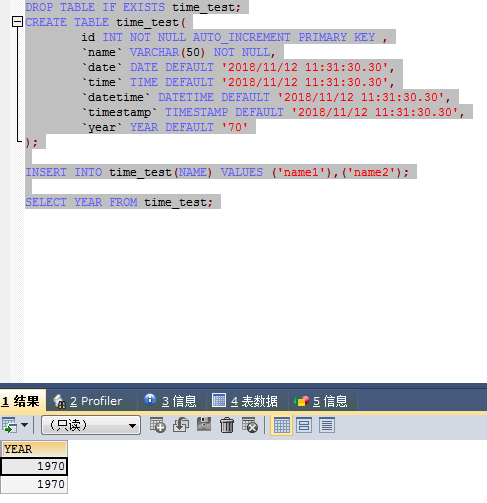 DROP TABLE IF EXISTS time_test;
CREATE TABLE time_test(
id INT NOT NULL AUTO_INCREMENT PRIMARY KEY ,
`name` VARCHAR(50) NOT NULL,
`date` DATE DEFAULT '2018/11/12 11:31:30.30',
`time` TIME DEFAULT '2018/11/12 11:31:30.30',
`datetime` DATETIME DEFAULT '2018/11/12 11:31:30.30',
`timestamp` TIMESTAMP DEFAULT '2018/11/12 11:31:30.30',
`year` YEAR DEFAULT '70'
);
INSERT INTO time_test(NAME) VALUES ('name1'),('name2');
SELECT YEAR FROM time_test;
1 结果 2 Profiler 3 信息 4 表数据 5 信息
（只读）
YEAR
1970
1970